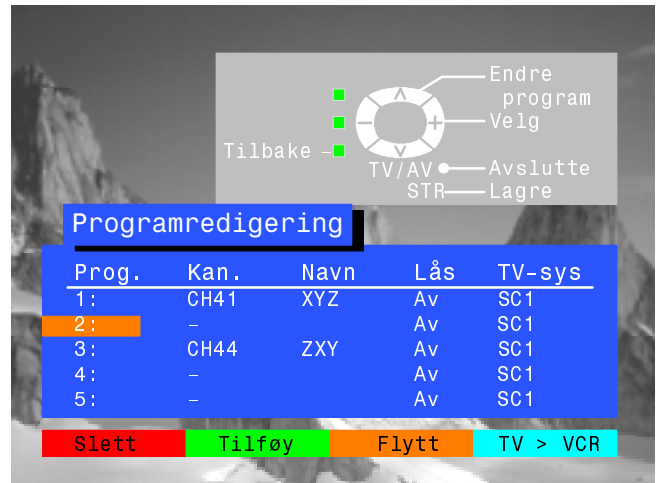 Endre
program
Velg
Tilbake
TV/AV Avslutte
STR Lagre
Programredigering
Prog. Kan. Navn Lås TV-sys
1: CH41 XYZ Av SC1
2: – Av SC1
3: CH44 ZXY Av SC1
4: – Av SC1
5: – Av SC1
Slett Tilføy Flytt TV > VCR